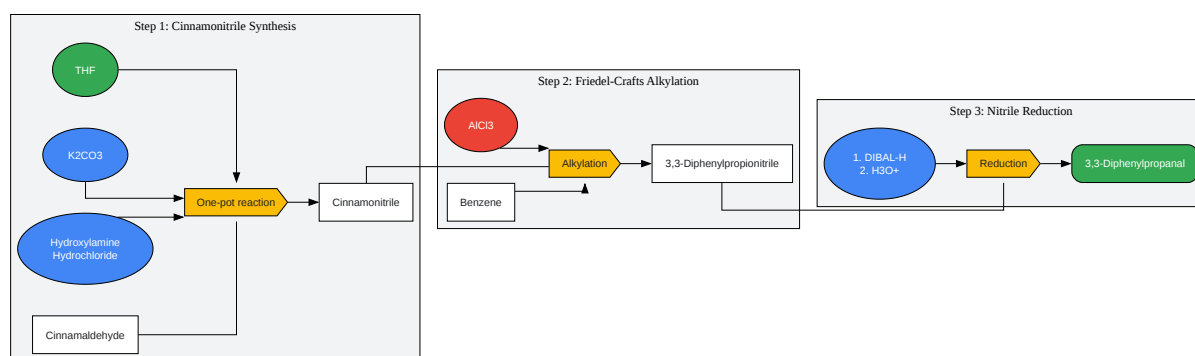 Step 1: Cinnamonitrile Synthesis
THF
K2CO3
One-pot reaction
Cinnamonitrile
Hydroxylamine
Hydrochloride
Cinnamaldehyde
Step 2: Friedel-Crafts Alkylation
AlCl3
Alkylation
3,3-Diphenylpropionitrile
Benzene
Step 3: Nitrile Reduction
1. DIBAL-H
2. H3O+
Reduction
3,3-Diphenylpropanal